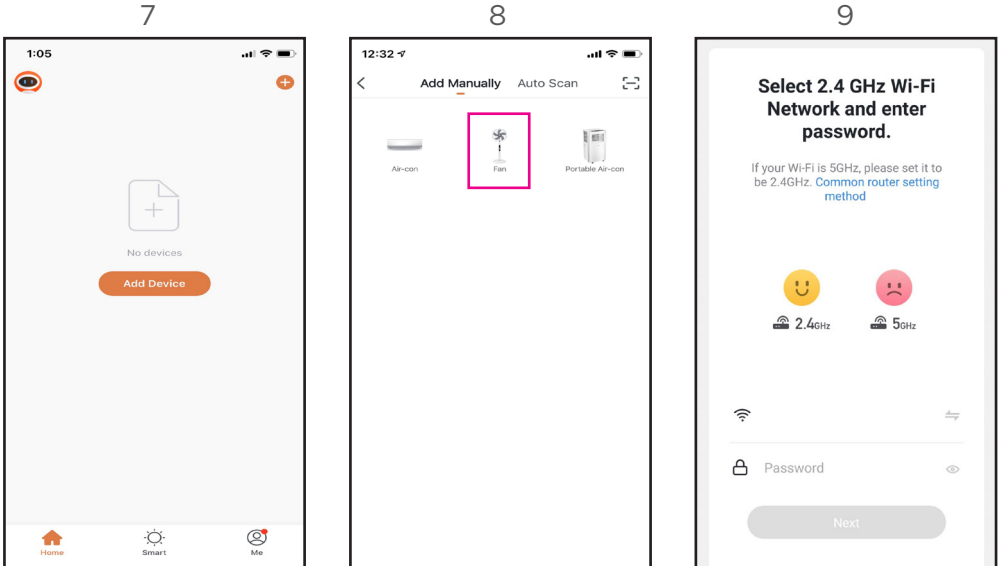 7
8
9
1:05
No devices
Add Device
Home
Smart
Me
12:32
Add Manually
Auto Scan
Air-con
Fan
Portable Air-con
Select 2.4 GHz Wi-Fi
Network and enter
password.
If your Wi-Fi is 5GHz, please set it to
be 2.4GHz. Common router setting
method
2.4GHz
5GHz
Password
Next